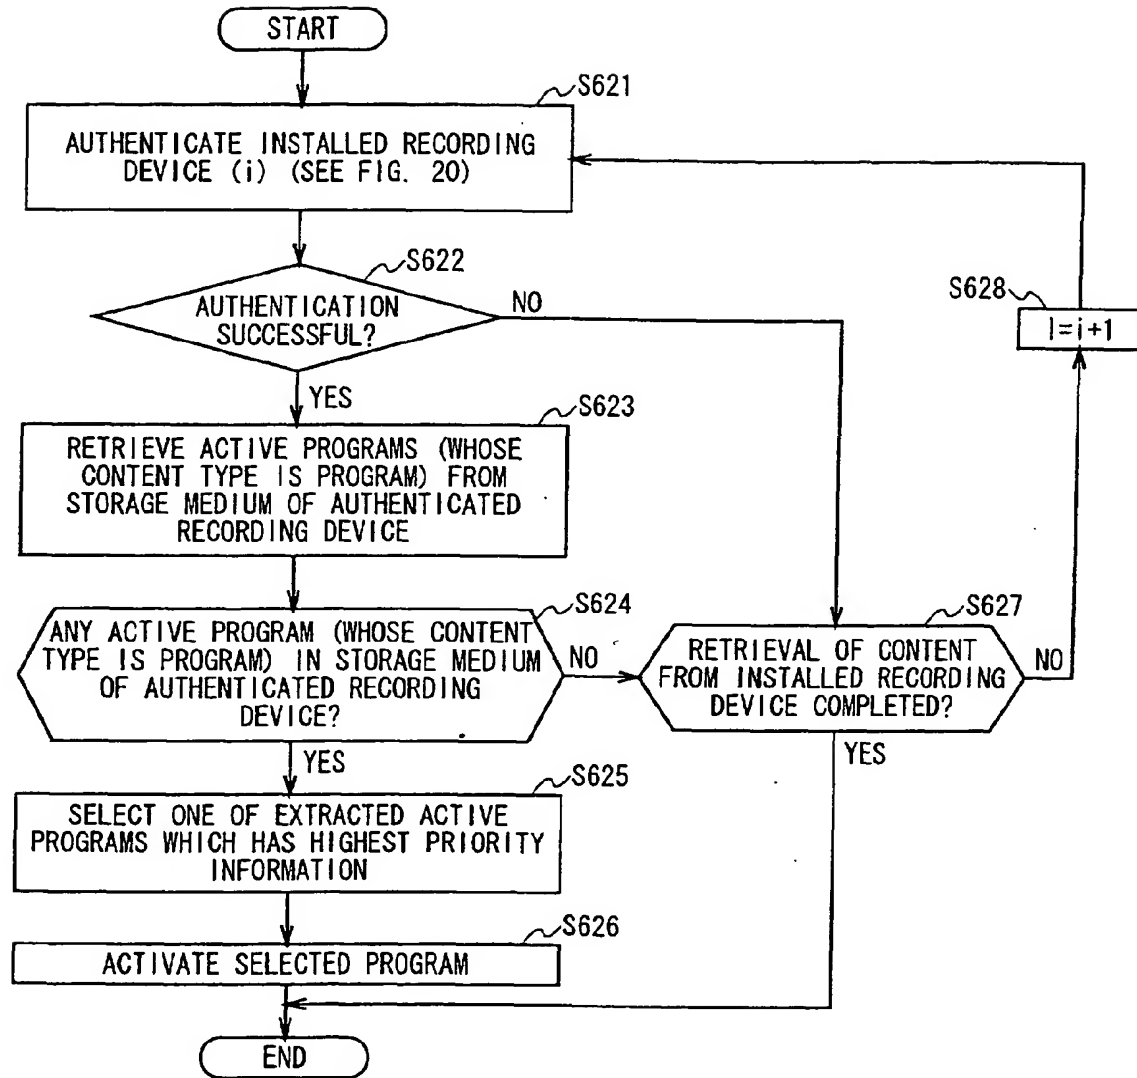 START
S621
AUTHENTICATE INSTALLED RECORDING
DEVICE (i) (SEE FIG. 20)
S622
AUTHENTICATION
SUCCESSFUL?
NO
S628
I=i+1
YES
S623
RETRIEVE ACTIVE PROGRAMS (WHOSE
CONTENT TYPE IS PROGRAM) FROM
STORAGE MEDIUM OF AUTHENTICATED
RECORDING DEVICE
S624
ANY ACTIVE PROGRAM (WHOSE CONTENT
TYPE IS PROGRAM) IN STORAGE MEDIUM
OF AUTHENTICATED RECORDING
DEVICE?
NO
S627
RETRIEVAL OF CONTENT
FROM INSTALLED RECORDING
DEVICE COMPLETED?
NO
YES
YES
S625
SELECT ONE OF EXTRACTED ACTIVE
PROGRAMS WHICH HAS HIGHEST PRIORITY
INFORMATION
S626
ACTIVATE SELECTED PROGRAM
END